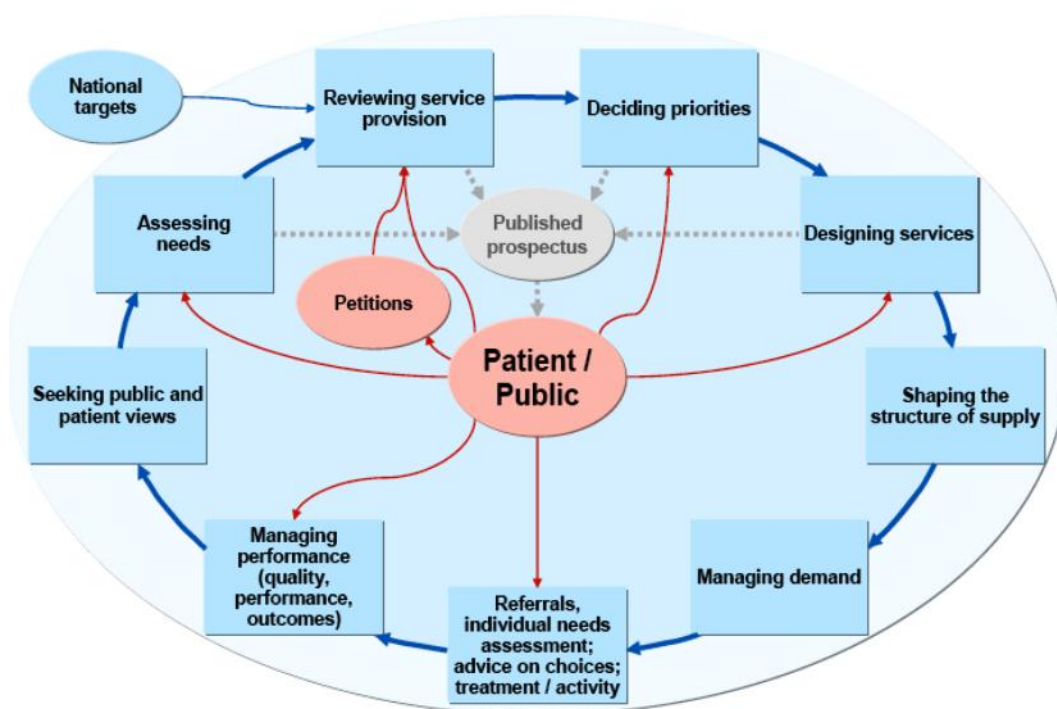 National
targets
Reviewing service
provision
Deciding priorities
Assessing
needs
Published
prospectus
Designing services
Petitions
Patient /
Public
Seeking public and
patient views
Shaping the
structure of supply
Managing
performance
(quality,
performance,
outcomes)
Referrals,
individual needs
assessment;
advice on choices;
treatment / activity
Managing demand